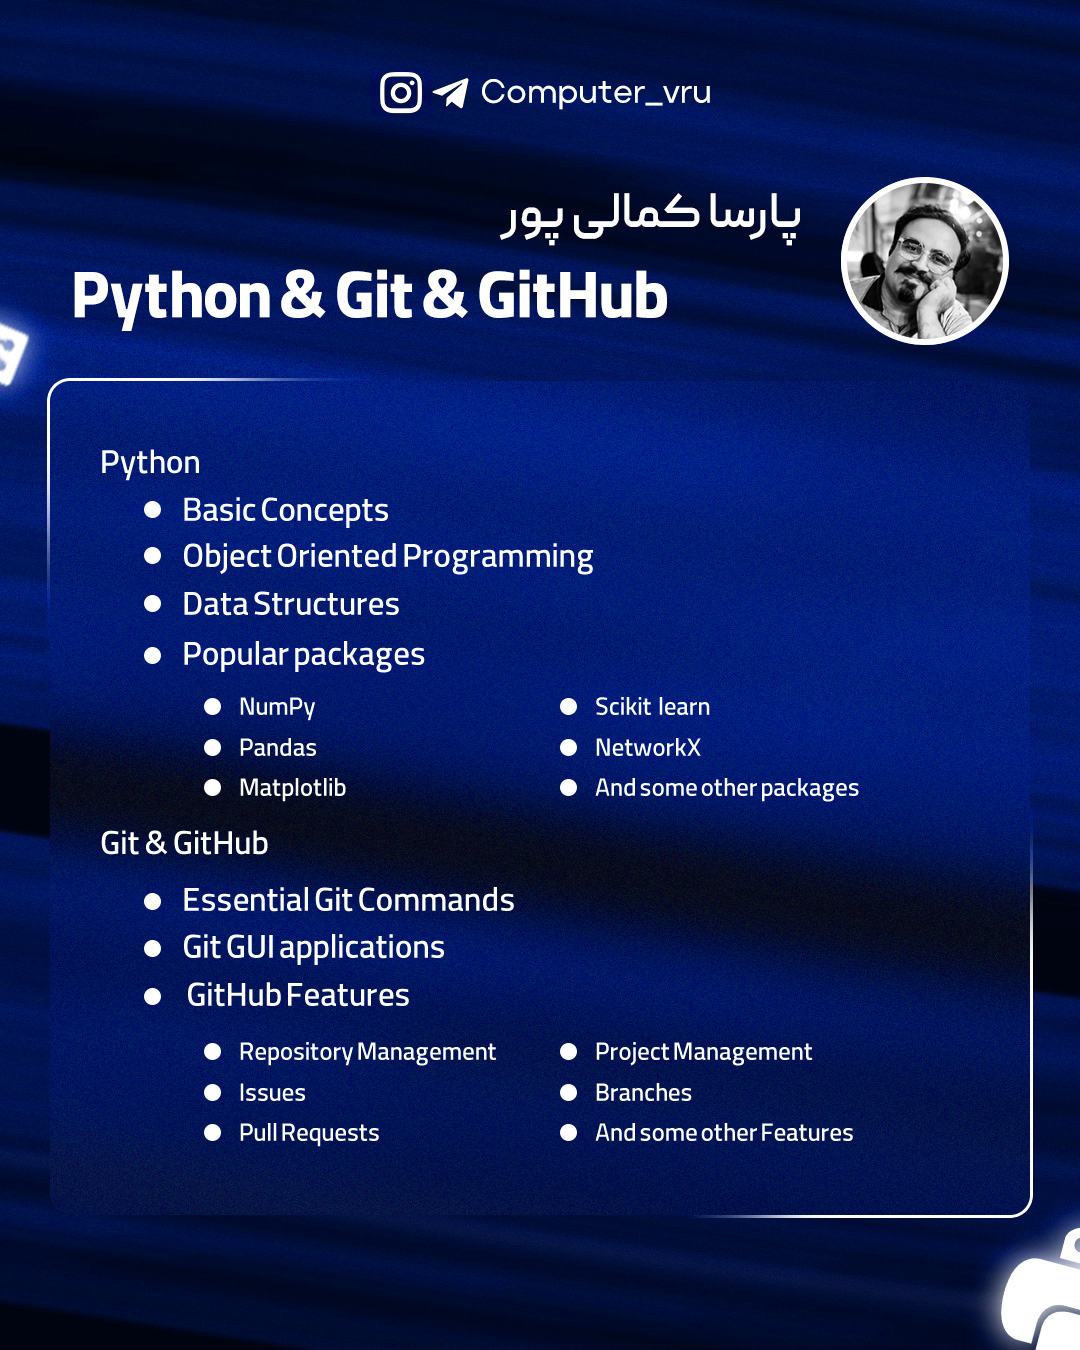 Computer_vru
پارسا کمالی پور
Python & Git & GitHub
Python
Basic Concepts
Object Oriented Programming
Data Structures
Popular packages
NumPy
Pandas
Matplotlib
Scikit learn
NetworkX
And some other packages
Git & GitHub
Essential Git Commands
Git GUI applications
GitHub Features
Repository Management
Issues
Pull Requests
Project Management
Branches
And some other Features